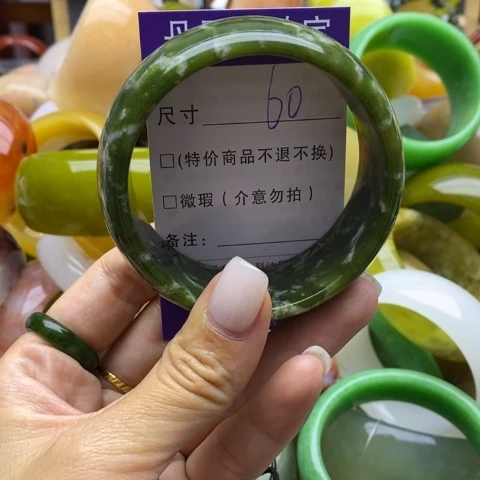 尺寸 60
□(特价商品不退不换)
□微瑕(介意勿拍)
备注: